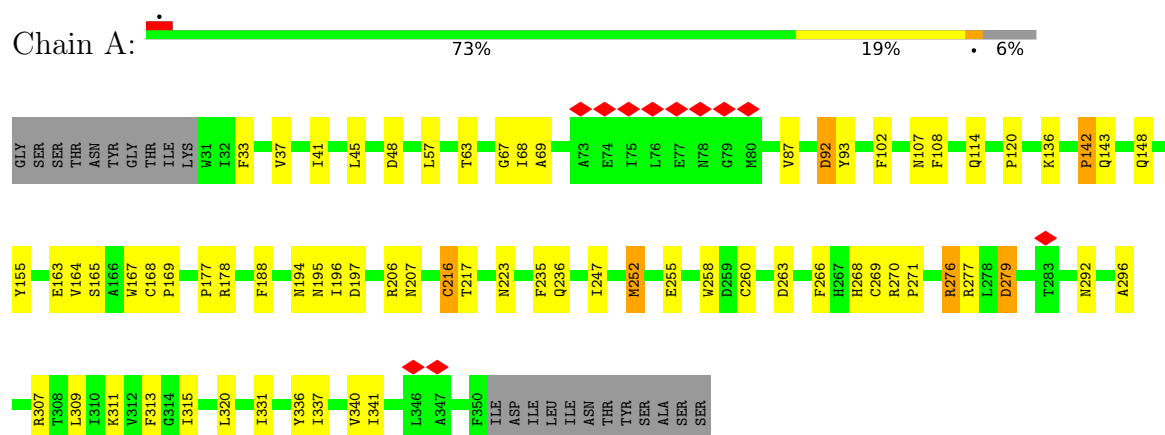 Chain A:
•
73% 19% • 6%
GLY SER SER THR ASN TYR GLY THR ILE LYS W31 I32 F33 V37 I41 L45 D48 L57 T63 G67 I68 A69 A73 E74 I75 L76 E77 N78 G79 M80 V87 D92 Y93 F102 N107 F108 Q114 P120 K136 P142 Q143 Q148
Y155 E163 V164 S165 A166 W167 C168 P169 P177 R178 F188 N194 N195 I196 D197 R206 N207 C216 T217 N223 F235 Q236 I247 M252 E255 W258 D259 C260 D263 F266 H267 H268 C269 R270 P271 R276 R277 L278 D279 T283 N292 A296
R307 T308 L309 I310 K311 V312 F313 G314 I315 L320 I331 Y336 I337 V340 I341 L346 A347 F350 ILE ASP ILE LEU ILE ASN THR TYR SER ALA SER SER